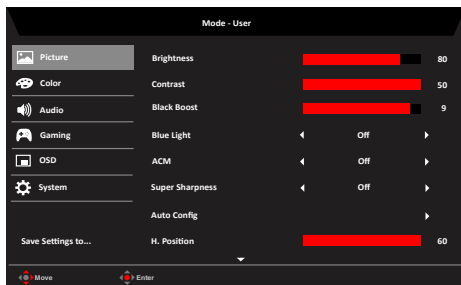 Mode - User
Picture
Brightness 80
Color
Contrast 50
Audio
Black Boost 9
Gaming
Blue Light Off
OSD
ACM Off
System
Super Sharpness Off
Auto Config
Save Settings to...
H. Position 60
Move Enter